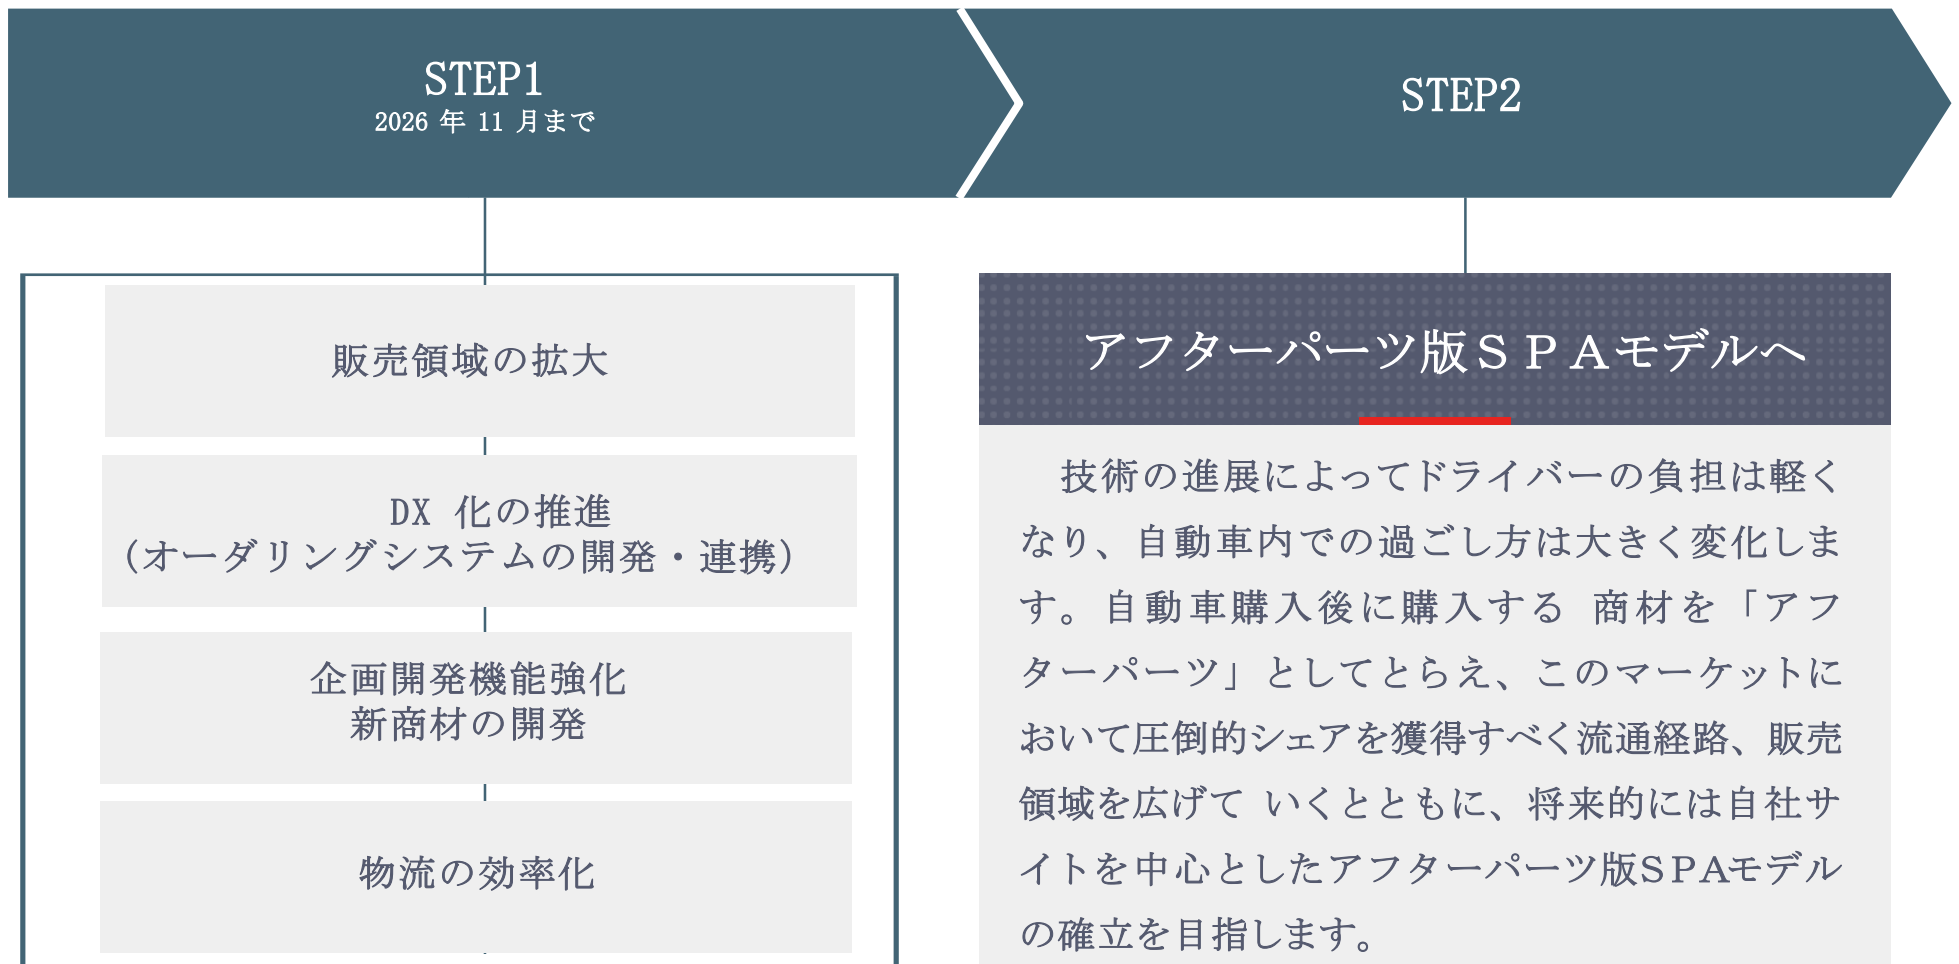 STEP1
2026 年 11 月まで
STEP2
販売領域の拡大
DX 化の推進
(オーダリングシステムの開発・連携)
企画開発機能強化
新商材の開発
物流の効率化
アフターパーツ版ＳＰＡモデルへ
技術の進展によってドライバーの負担は軽く
なり、自動車内での過ごし方は大きく変化しま
す。自動車購入後に購入する 商材を「アフ
ターパーツ」としてとらえ、このマーケットに
おいて圧倒的シェアを獲得すべく流通経路、販売
領域を広げて いくとともに、将来的には自社サ
イトを中心としたアフターパーツ版ＳＰＡモデル
の確立を目指します。